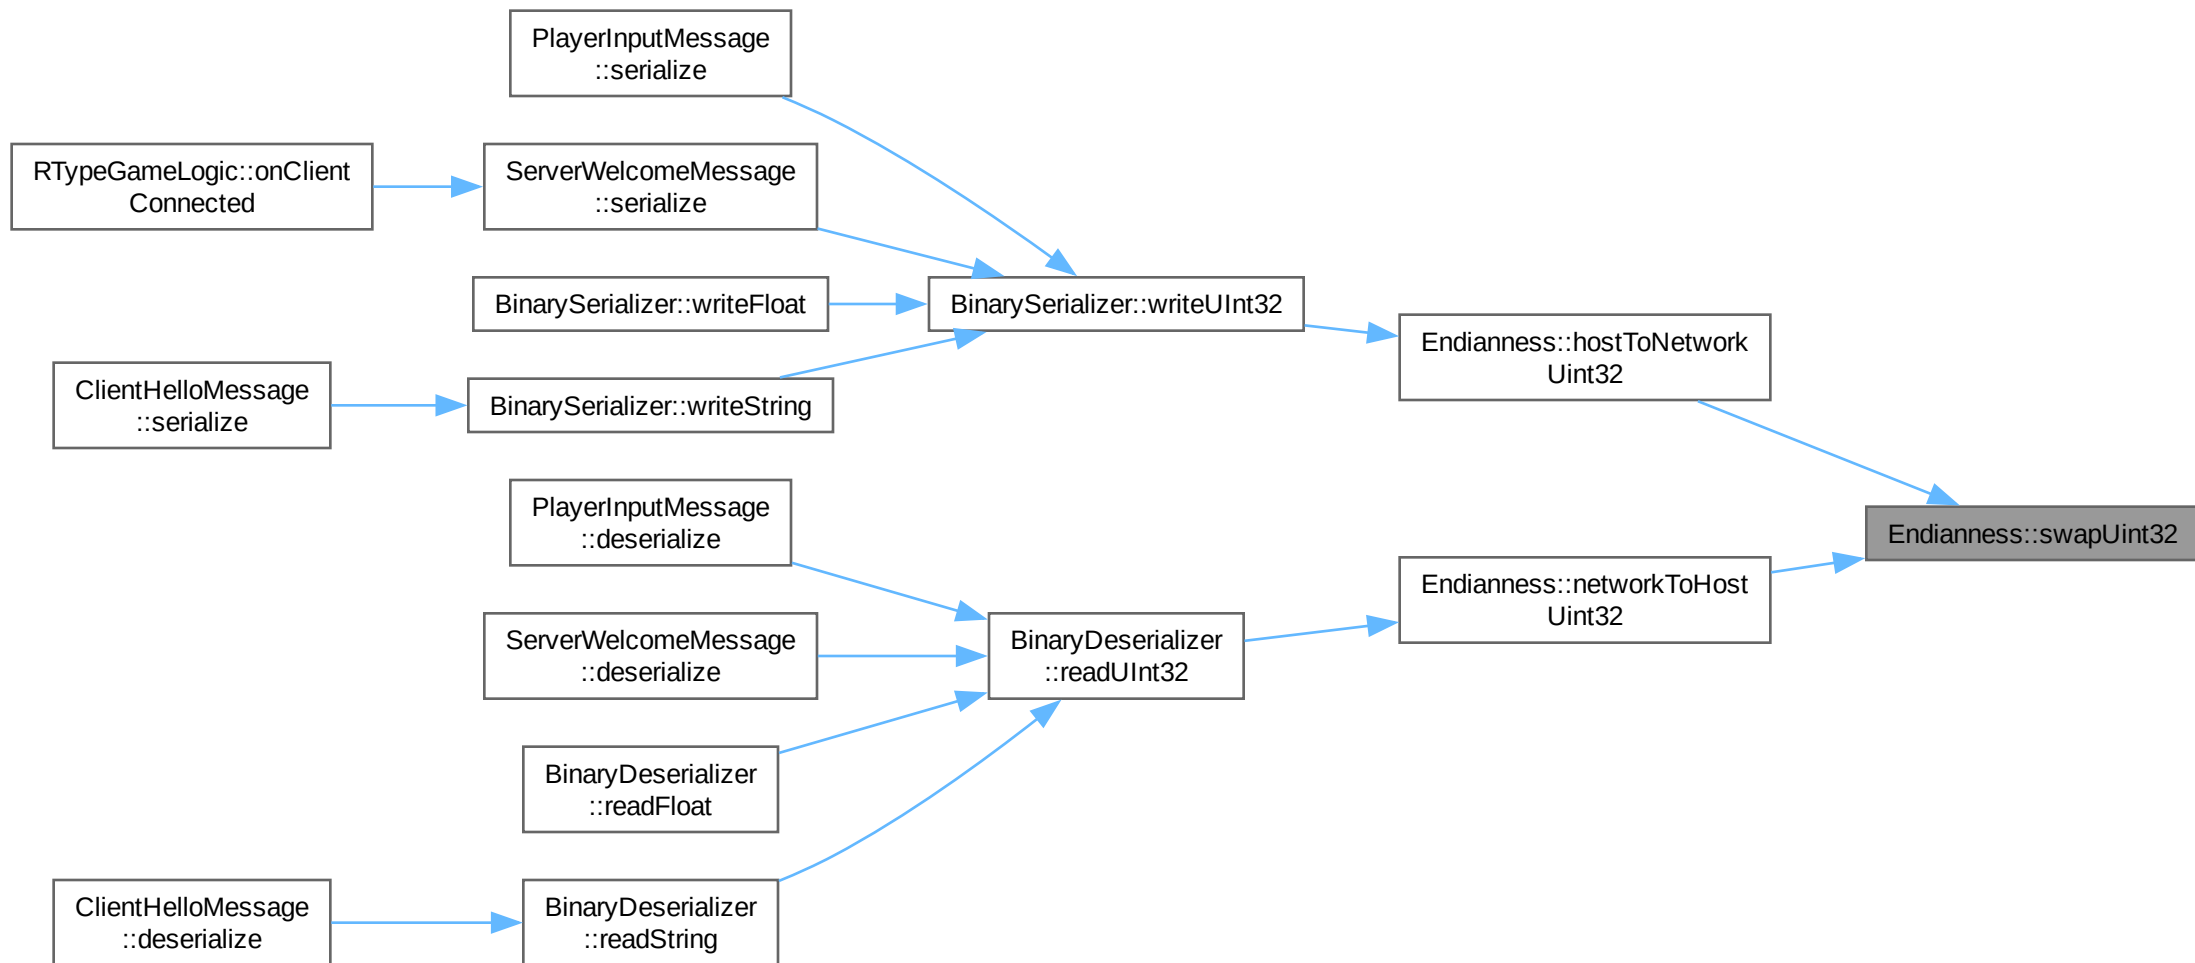 PlayerInputMessage
::serialize
RTypeGameLogic::onClient
Connected
ServerWelcomeMessage
::serialize
BinarySerializer::writeFloat
BinarySerializer::writeUInt32
Endianness::hostToNetwork
Uint32
ClientHelloMessage
::serialize
BinarySerializer::writeString
PlayerInputMessage
::deserialize
Endianness::swapUint32
Endianness::networkToHost
Uint32
ServerWelcomeMessage
::deserialize
BinaryDeserializer
::readUInt32
BinaryDeserializer
::readFloat
ClientHelloMessage
::deserialize
BinaryDeserializer
::readString